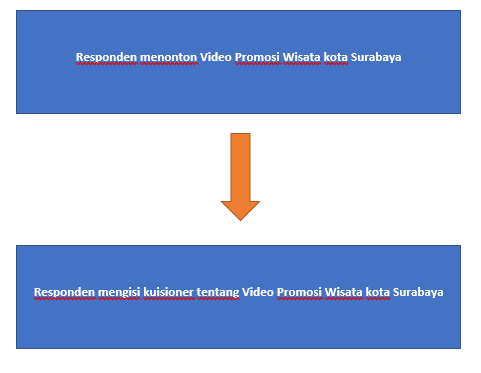 Responden menonton Video Promosi Wisata kota Surabaya
Responden mengisi kuisioner tentang Video Promosi Wisata kota Surabaya